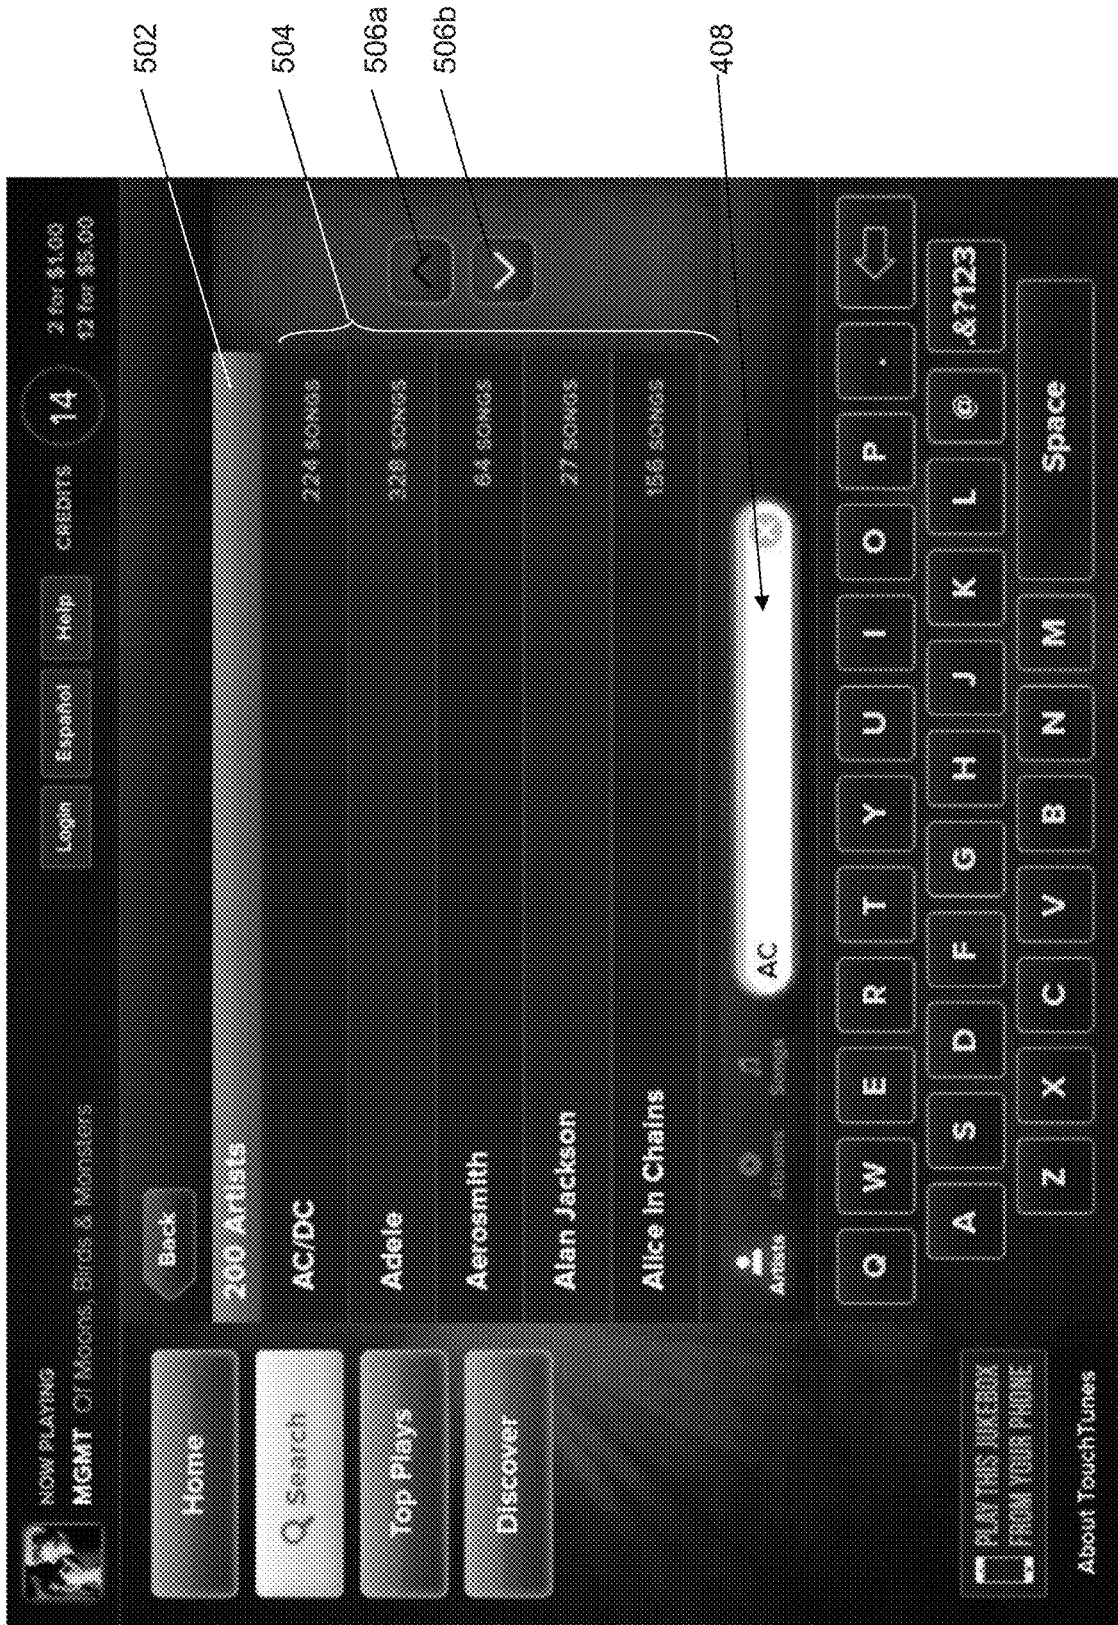 NOW PLAYING
MGMT Of Moons, Birds & Monsters
Login
Español
Help
CREDITS
14
2 for $1.00
12 for $5.00
Home
Search
Top Plays
Discover
Back
200 Artists
AC/DC
224 SONGS
Adele
328 SONGS
Aerosmith
64 SONGS
Alan Jackson
27 SONGS
Alice In Chains
156 SONGS
Artists
Albums
Songs
AC
Q W E R T Y U I O P .
A S D F G H J K L @ .&?123
Z X C V B N M Space
PLAY THIS JUKEBOX
FROM YOUR PHONE
About TouchTunes
502
504
506a
506b
408